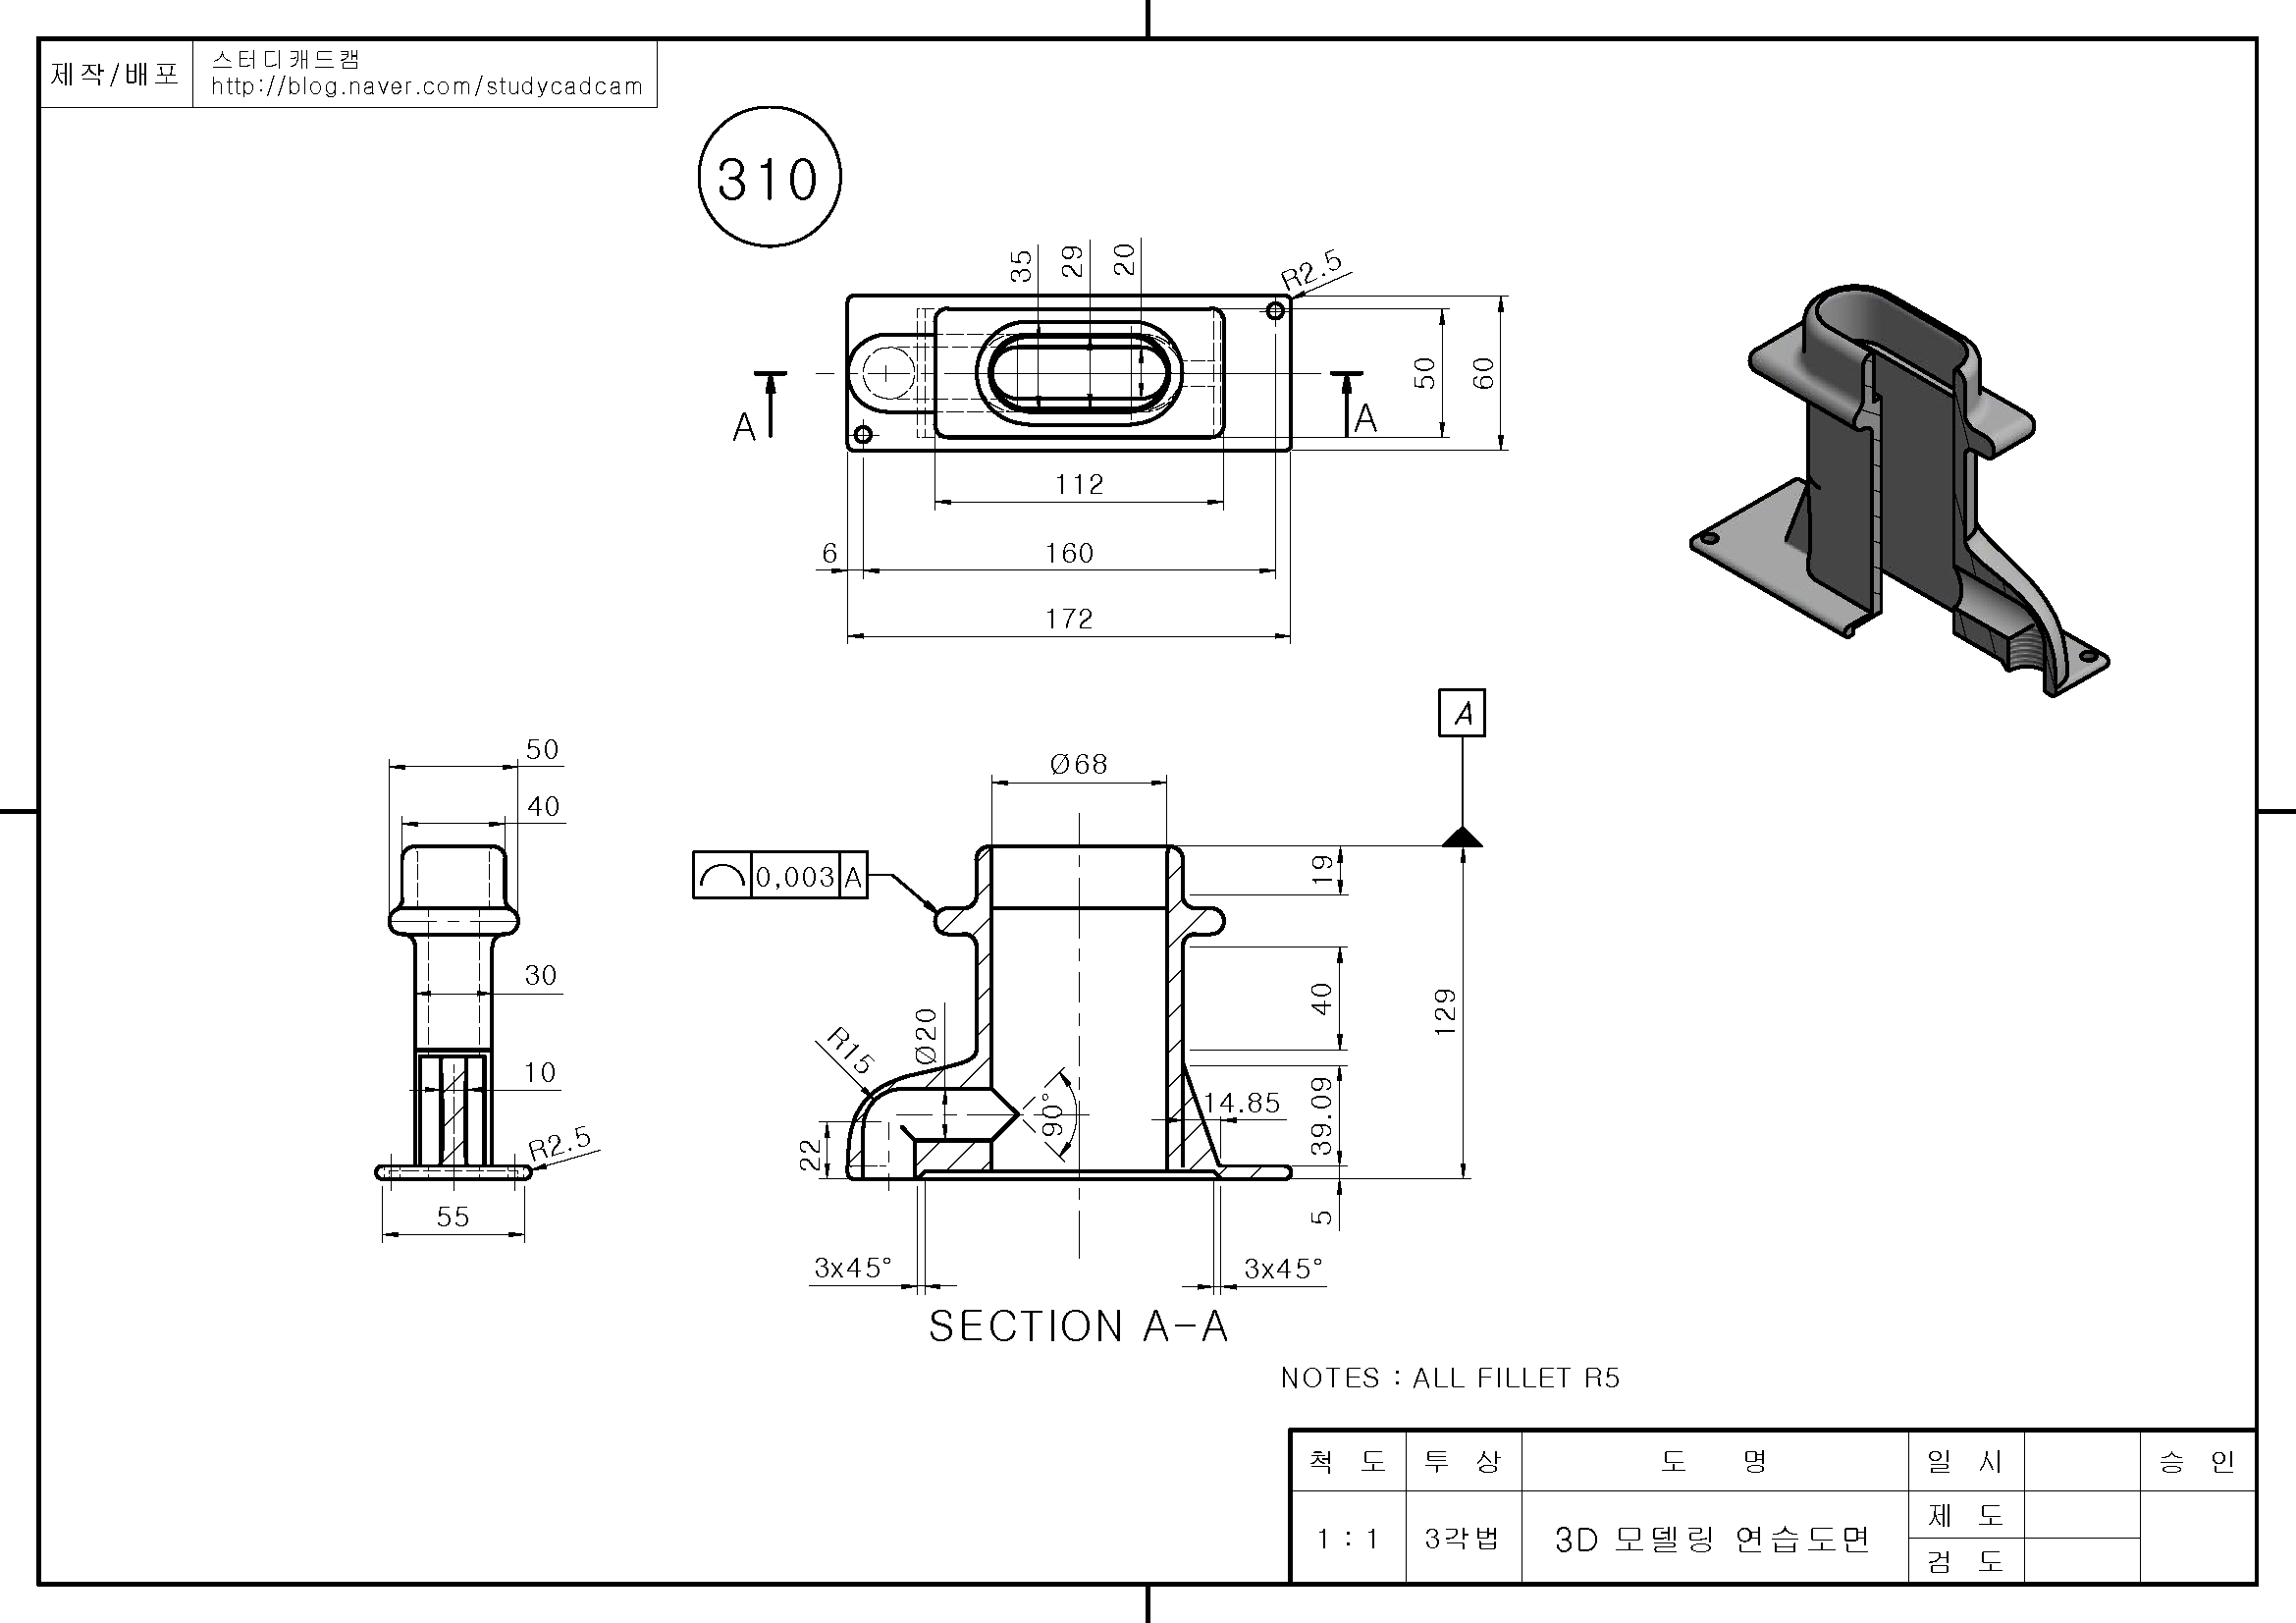 제작/배포
스터디캐드캠
http://blog.naver.com/studycadcam
310
35
29
20
R2.5
50
60
A
A
112
6
160
172
A
50
40
Ø68
0,003
A
19
30
40
129
R15
Ø20
10
90°
14.85
39.09
22
R2.5
55
5
3x45°
3x45°
SECTION A-A
NOTES : ALL FILLET R5
척 도
투 상
도 명
일 시
승 인
1 : 1
3각법
3D 모델링 연습도면
제 도
검 도